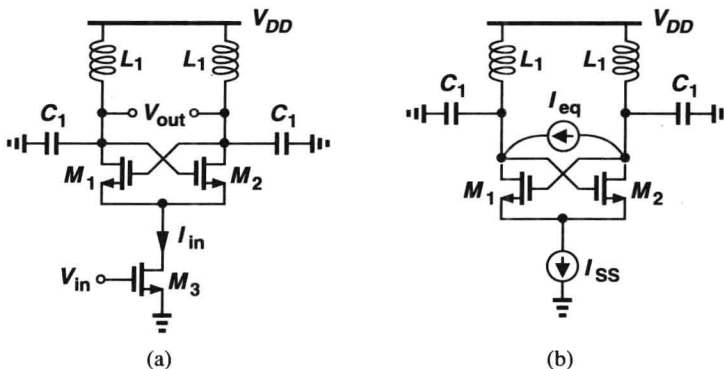 V_DD
L_1
L_1
C_1
V_out
C_1
M_1
M_2
I_in
V_in
M_3
(a)
V_DD
L_1
L_1
C_1
I_eq
C_1
M_1
M_2
I_SS
(b)